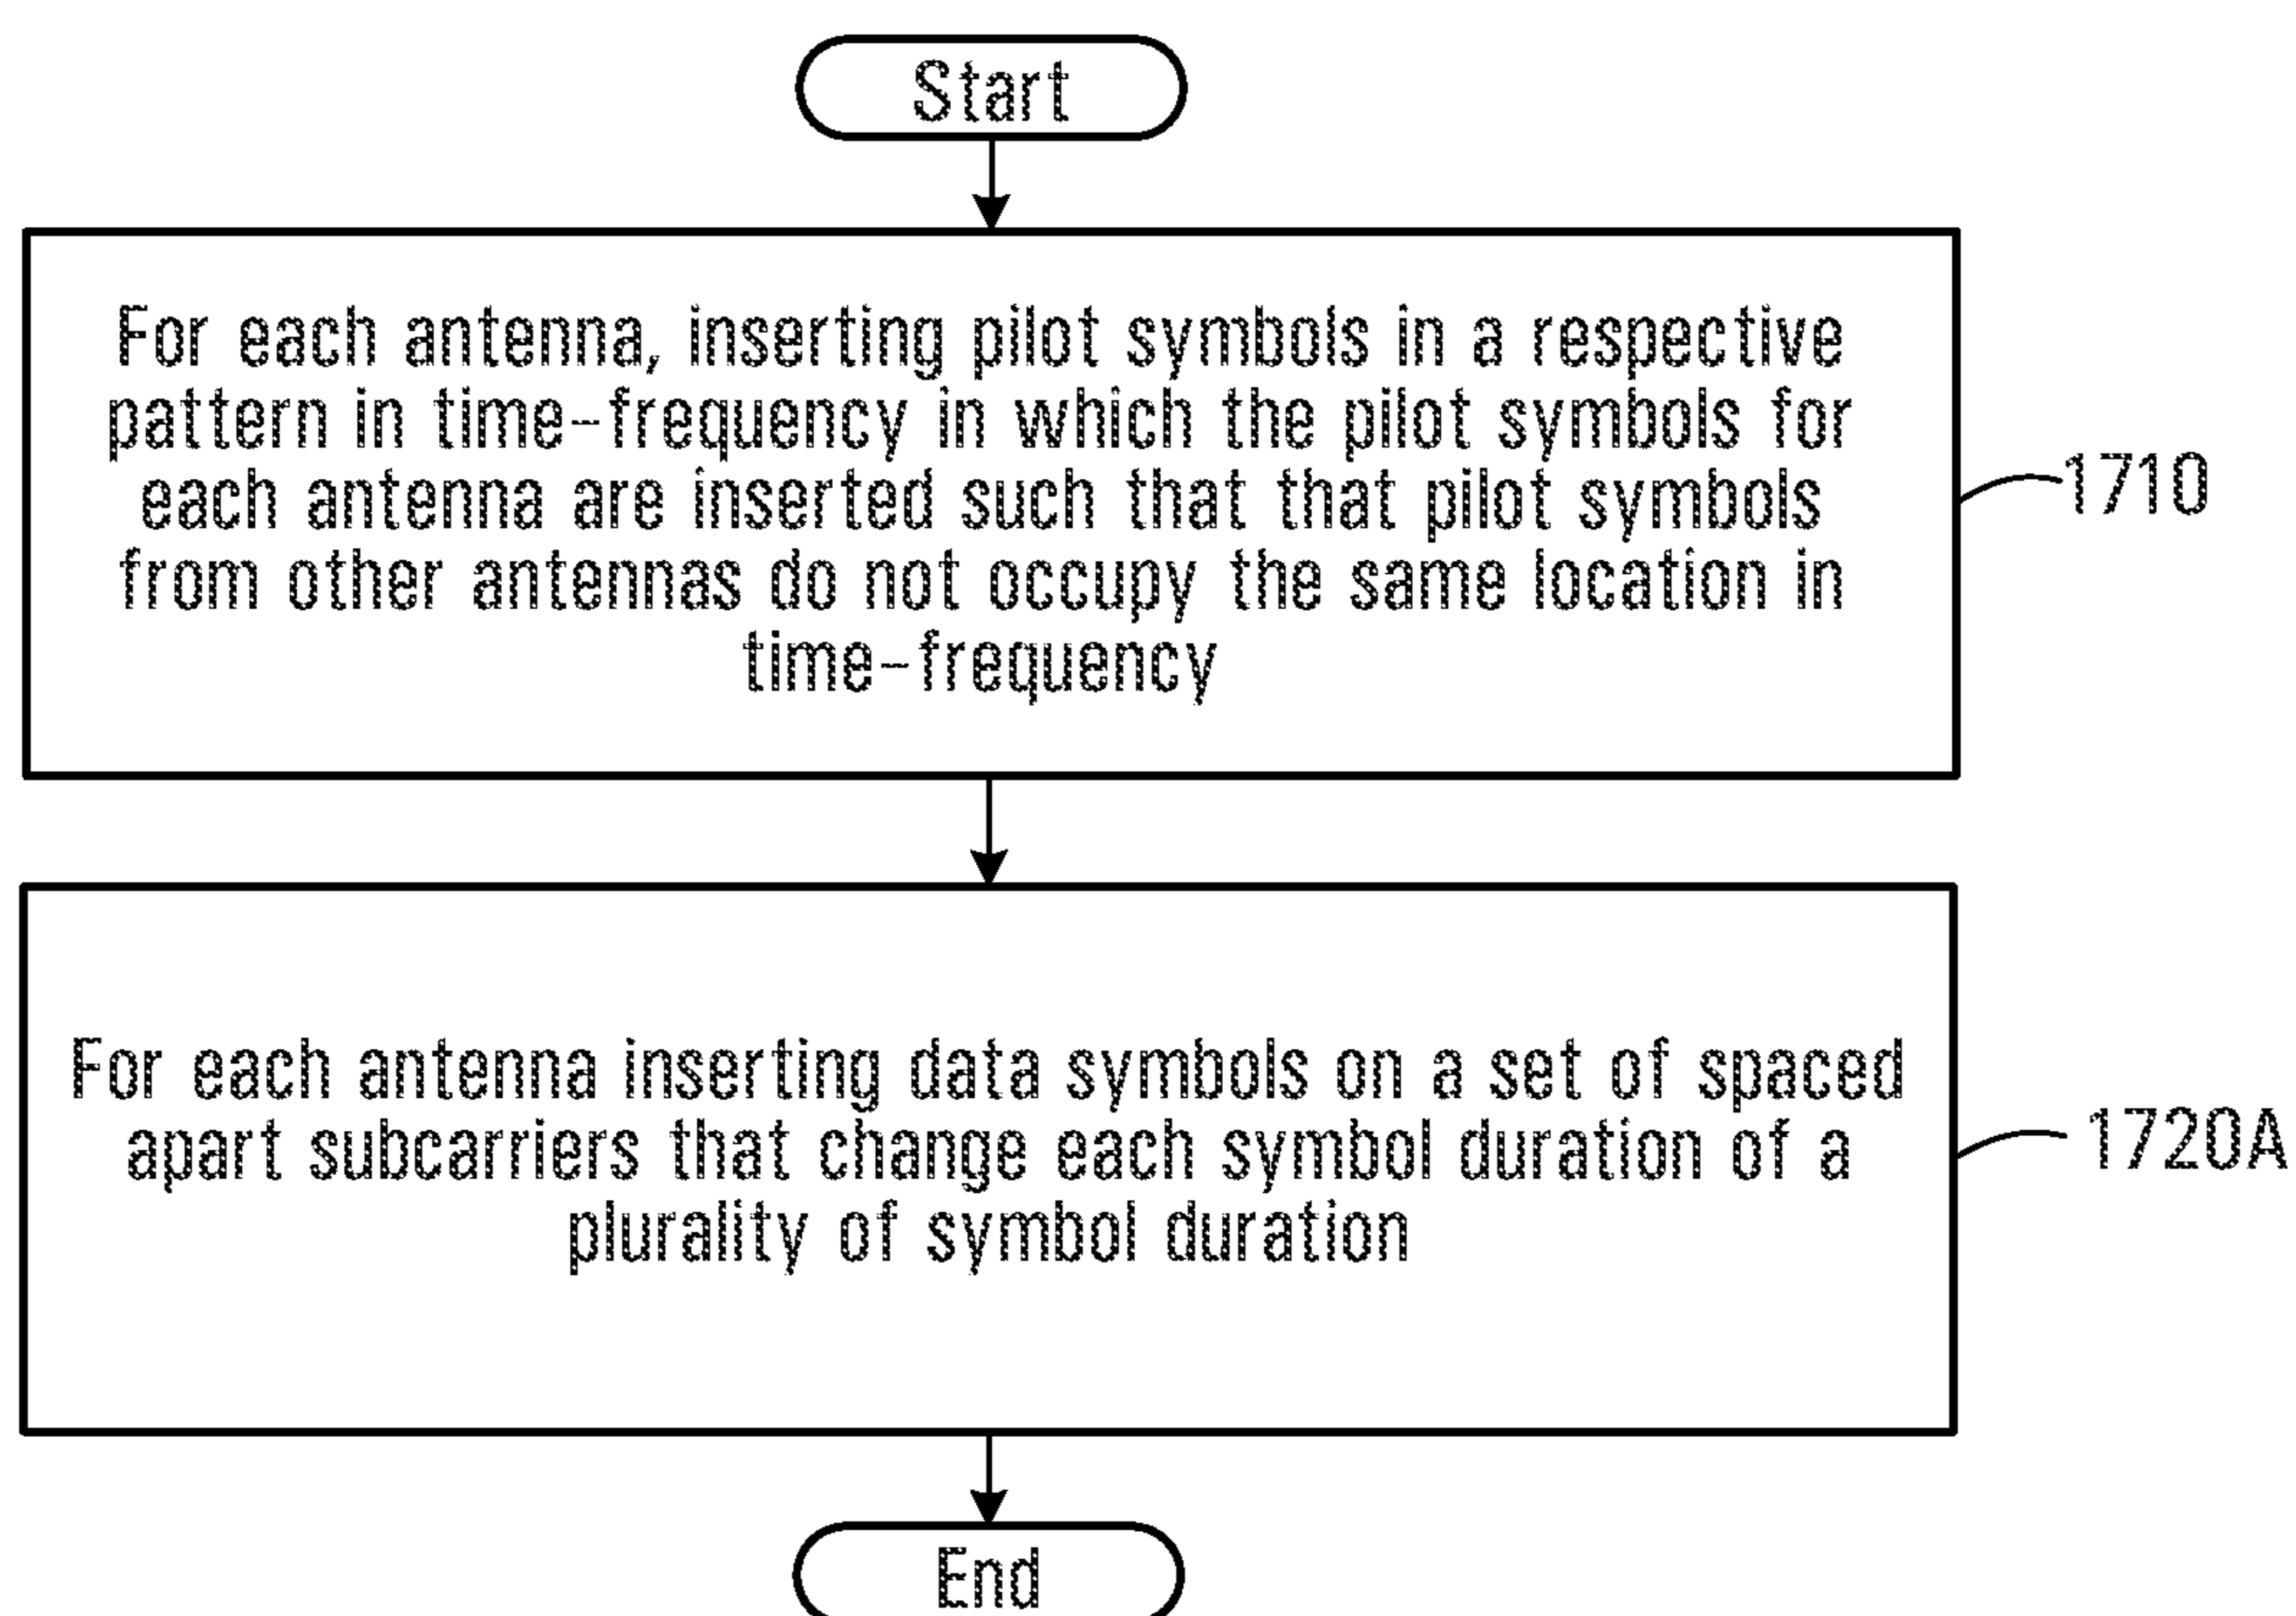 Start
For each antenna, inserting pilot symbols in a respective
pattern in time-frequency in which the pilot symbols for
each antenna are inserted such that that pilot symbols
from other antennas do not occupy the same location in
time-frequency
1710
For each antenna inserting data symbols on a set of spaced
apart subcarriers that change each symbol duration of a
plurality of symbol duration
1720A
End